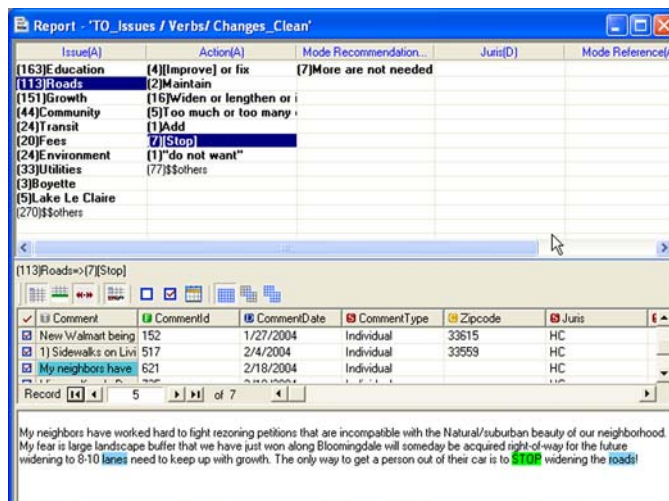 Report - 'TO_Issues / Verbs/ Changes_Clean'
Issue(A) Action(A) Mode Recommendation... Juris(D) Mode Reference(A
(163)Education (4)[Improve] or fix (7)More are not needed
(113)Roads (2)Maintain
(151)Growth (16)Widen or lengthen or i
(44)Community (5)Too much or too many
(24)Transit (1)Add
(20)Fees (7)[Stop]
(24)Environment (1)"do not want"
(33)Utilities (77)$$others
(3)Boyette
(5)Lake Le Claire
(270)$$others
(113)Roads=>(7)[Stop]
Comment CommentId CommentDate CommentType Zipcode Juris
New Walmart being 152 1/27/2004 Individual 33615 HC
1) Sidewalks on Livi 517 2/4/2004 Individual 33559 HC
My neighbors have 621 2/18/2004 Individual HC
Record 5 of 7
My neighbors have worked hard to fight rezoning petitions that are incompatible with the Natural/suburban beauty of our neighborhood.
My fear is large landscape buffer that we have just won along Bloomingdale will someday be acquired right-of-way for the future
widening to 8-10 lanes need to keep up with growth. The only way to get a person out of their car is to STOP widening the roads!